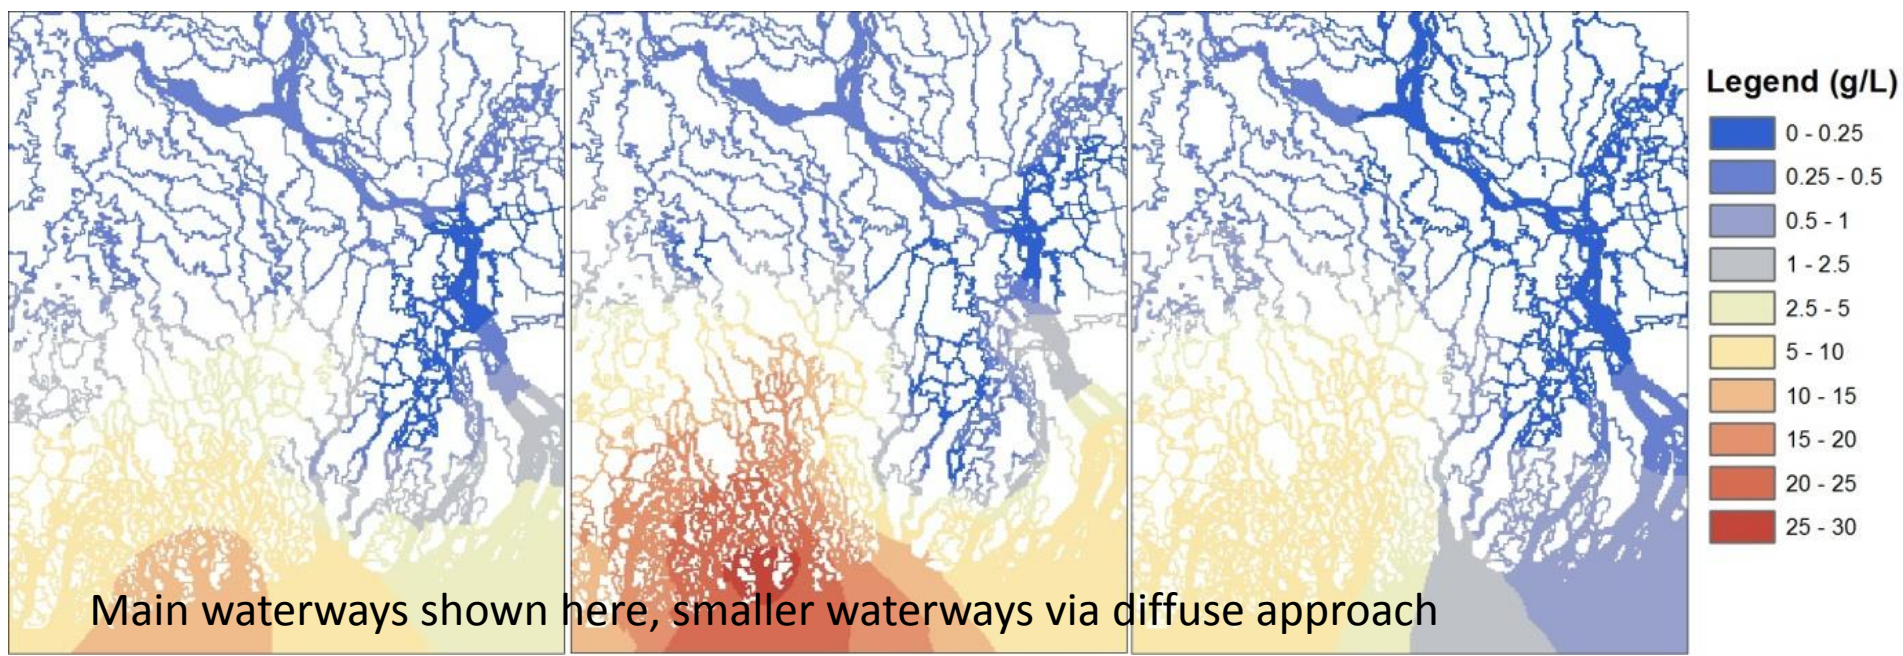 Legend (g/L)
0 - 0.25
0.25 - 0.5
0.5 - 1
1 - 2.5
2.5 - 5
5 - 10
10 - 15
15 - 20
20 - 25
25 - 30
Main waterways shown here, smaller waterways via diffuse approach